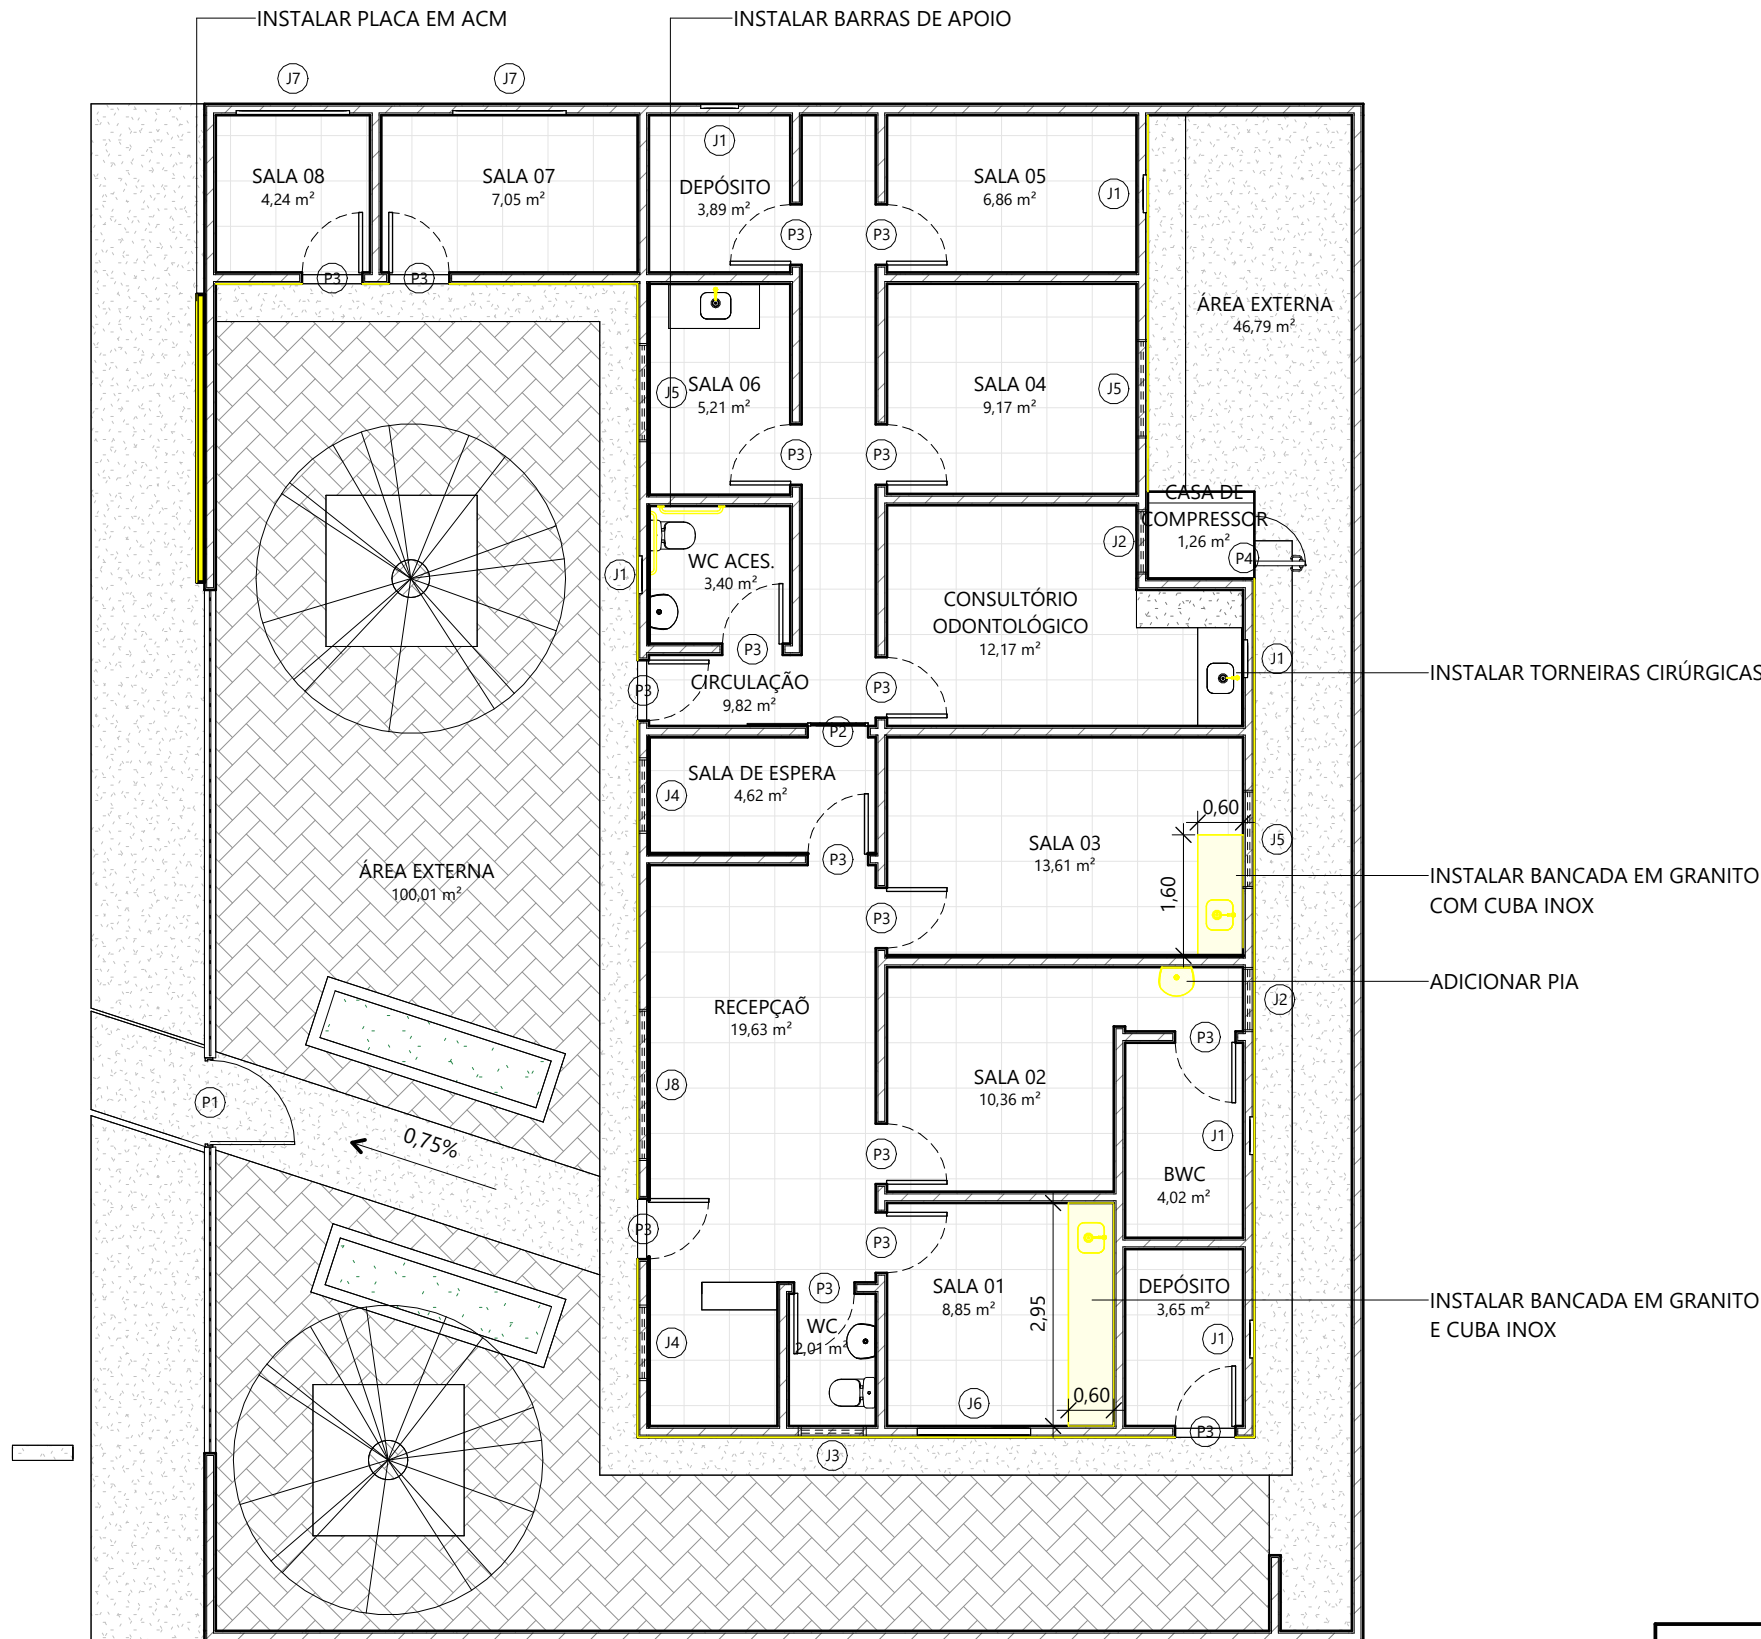 INSTALAR PLACA EM ACM
INSTALAR BARRAS DE APOIO
J7
J7
J1
SALA 08
4,24 m²
SALA 07
7,05 m²
DEPÓSITO
3,89 m²
SALA 05
6,86 m²
J1
P3
P3
P3
P3
ÁREA EXTERNA
46,79 m²
J5
SALA 06
5,21 m²
SALA 04
9,17 m²
J5
P3
P3
CASA DE
COMPRESSOR
1,26 m²
P4
J2
J1
WC ACES.
3,40 m²
CONSULTÓRIO
ODONTOLÓGICO
12,17 m²
P3
J1
INSTALAR TORNEIRAS CIRÚRGICAS
P3
CIRCULAÇÃO
9,82 m²
P3
P2
SALA DE ESPERA
4,62 m²
J4
0,60
SALA 03
13,61 m²
J5
P3
1,60
ÁREA EXTERNA
100,01 m²
INSTALAR BANCADA EM GRANITO
COM CUBA INOX
P3
ADICIONAR PIA
J2
RECEPÇAÕ
19,63 m²
P3
J8
SALA 02
10,36 m²
P1
0,75%
J1
P3
BWC
4,02 m²
P3
P3
P3
SALA 01
8,85 m²
2,95
DEPÓSITO
3,65 m²
INSTALAR BANCADA EM GRANITO
E CUBA INOX
WC
2,01 m²
J4
J1
0,60
J6
P3
J3